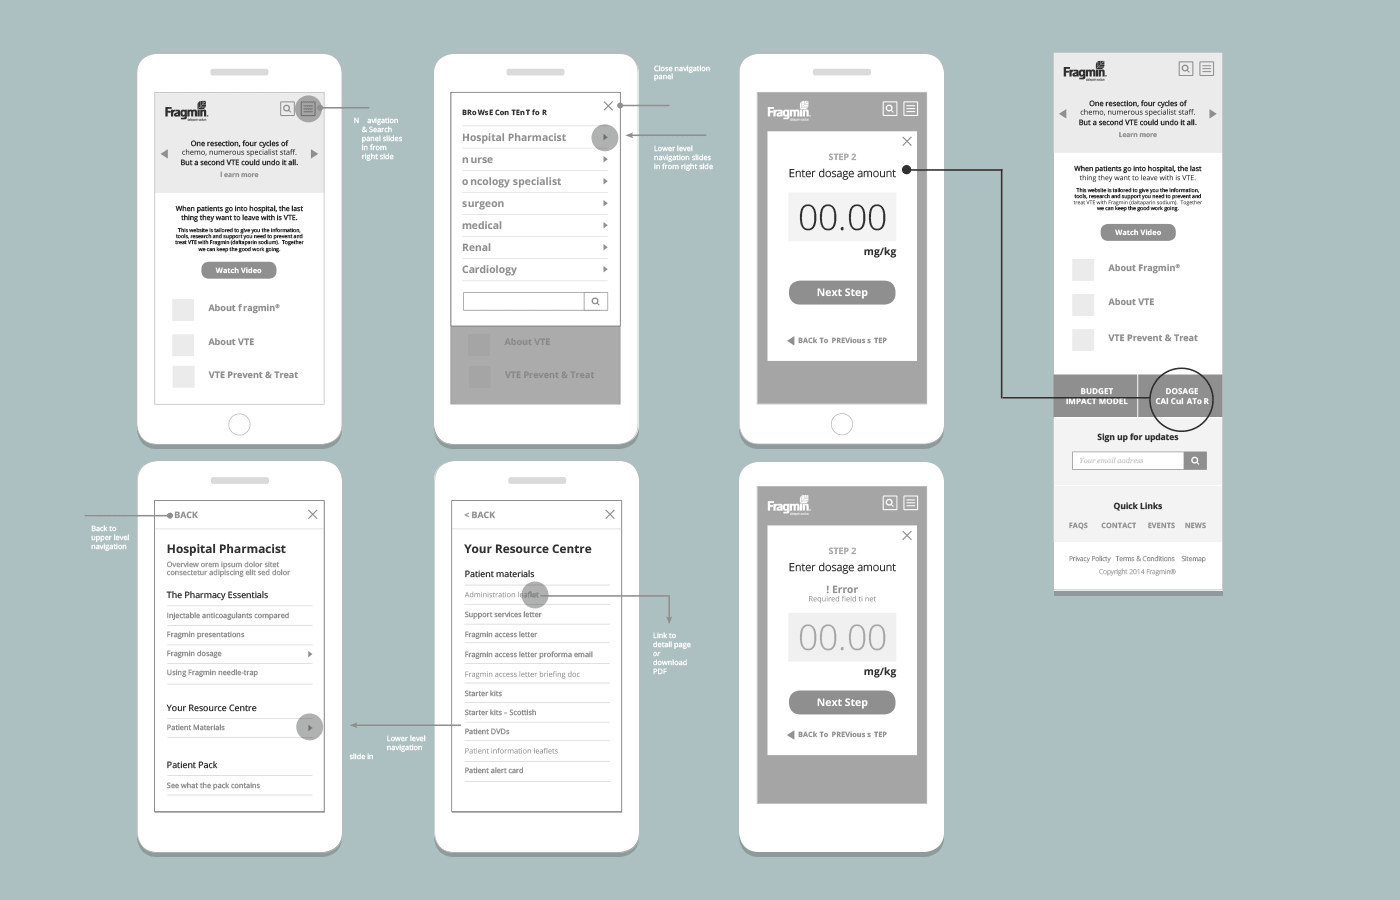 Fragmin
One resection, four cycles of
chemo, numerous specialist staff.
But a second VTE could undo it all.
l earn more
When patients go into hospital, the last
thing they want to leave with is VTE.
This website is tailored to give you the information,
tools, research and support you need to prevent and
treat VTE with Fragmin (daltaparin sodium). Together
we can keep the good work going.
Watch Video
About f ragmin®
About VTE
VTE Prevent & Treat
N avigation
& Search
panel slides
in from
right side
BRoWsE Con TEnT fo R
Hospital Pharmacist
n urse
o ncology specialist
surgeon
medical
Renal
Cardiology
About VTE
VTE Prevent & Treat
Close navigation
panel
Lower level
navigation slides
in from right side
Fragmin
STEP 2
Enter dosage amount
00.00
mg/kg
Next Step
BACk To PREVious s TEP
Fragmin
One resection, four cycles of
chemo, numerous specialist staff.
But a second VTE could undo it all.
Learn more
When patients go into hospital, the last
thing they want to leave with is VTE.
This website is tailored to give you the information,
tools, research and support you need to prevent and
treat VTE with Fragmin (daltaparin sodium). Together
we can keep the good work going.
Watch Video
About Fragmin®
About VTE
VTE Prevent & Treat
BUDGET
IMPACT MODEL
DOSAGE
CAl Cul ATo R
Sign up for updates
Your email address
Quick Links
FAQS CONTACT EVENTS NEWS
Privacy Policty Terms & Conditions Sitemap
Copyright 2014 Fragmin®
Back to
upper level
navigation
BACK
Hospital Pharmacist
Overview orem ipsum dolor sitet
consectetur adipiscing elit sed dolor
The Pharmacy Essentials
Injectable anticoagulants compared
Fragmin presentations
Fragmin dosage
Using Fragmin needle-trap
Your Resource Centre
Patient Materials
Patient Pack
See what the pack contains
Lower level
navigation
slide in
< BACK
Your Resource Centre
Patient materials
Administration leaflet
Support services letter
Fragmin access letter
Fragmin access letter proforma email
Fragmin access letter briefing doc
Starter kits
Starter kits – Scottish
Patient DVDs
Patient information leaflets
Patient alert card
Link to
detail page
or
download
PDF
Fragmin
STEP 2
Enter dosage amount
! Error
Required field ti net
00.00
mg/kg
Next Step
BACk To PREVious s TEP